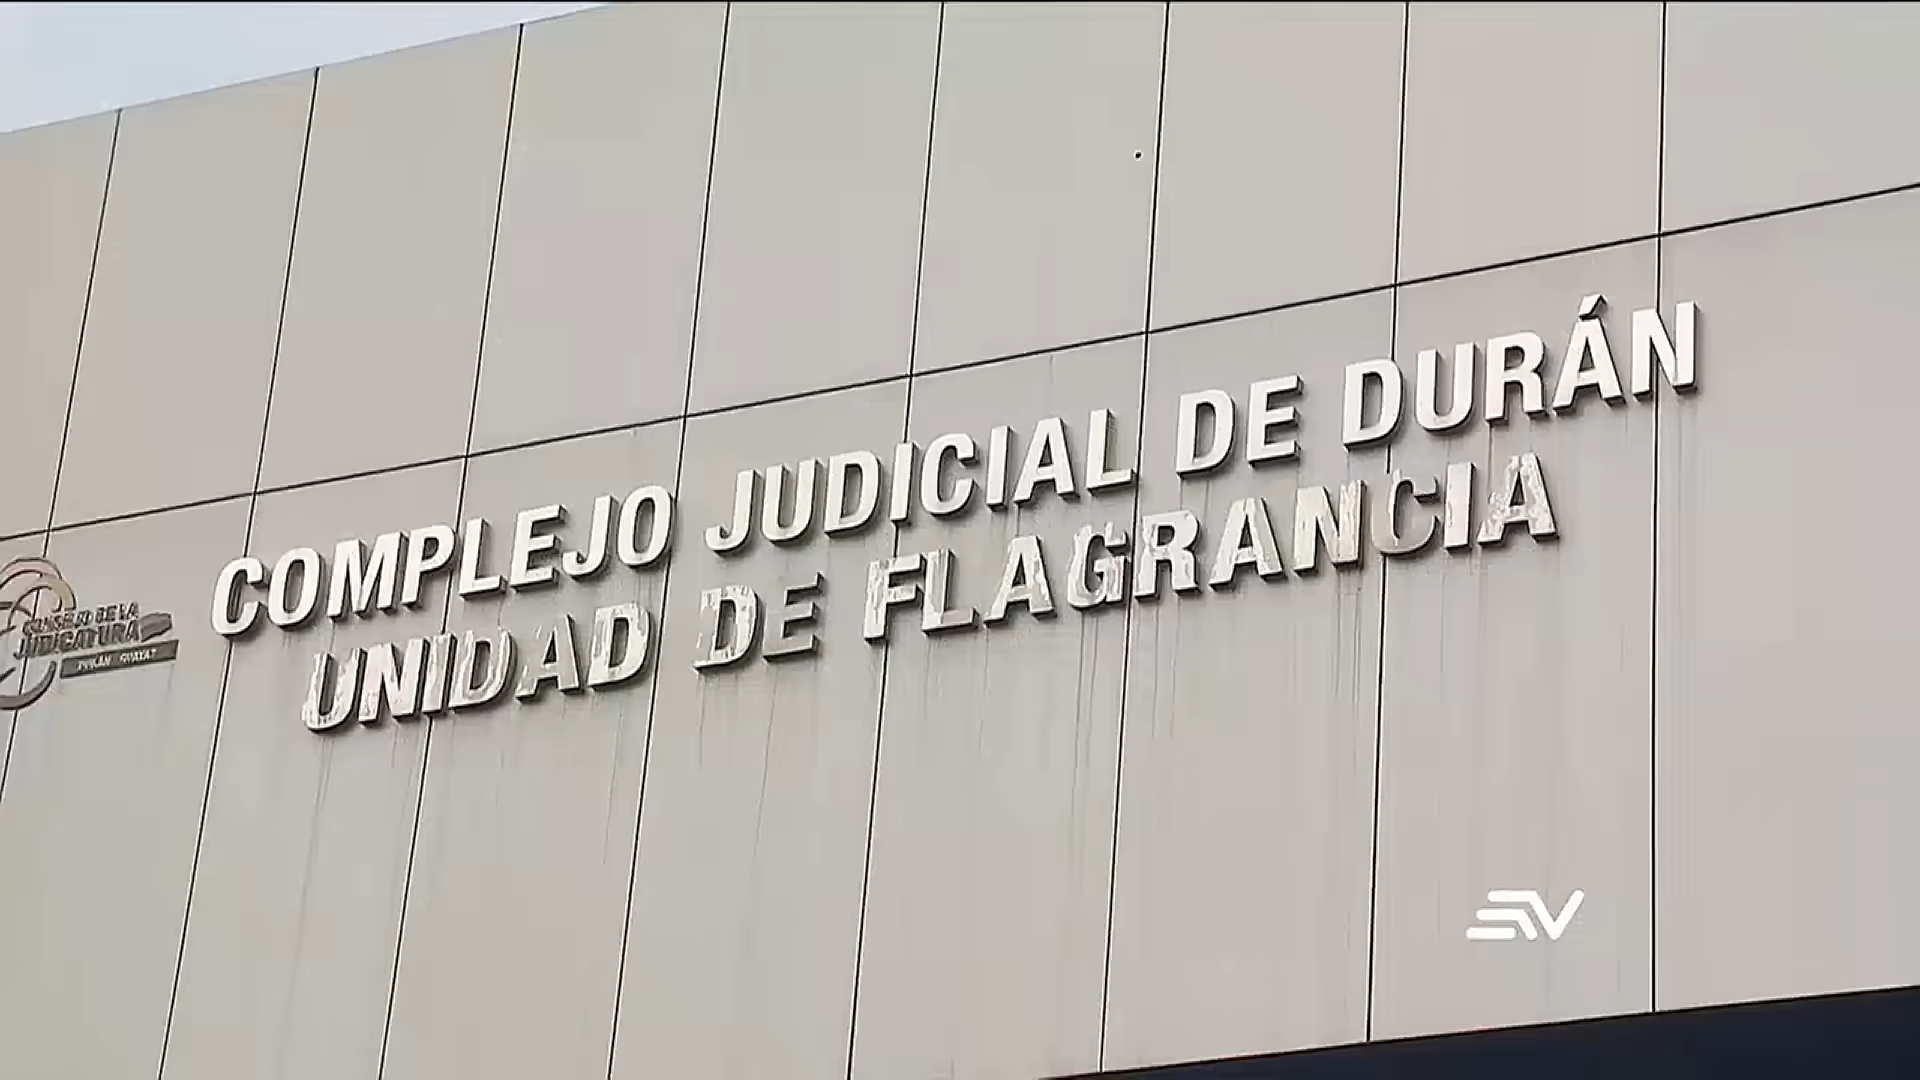 COMPLEJO JUDICIAL DE DURÁN
UNIDAD DE FLAGRANCIA
CONSEJO DE LA
JUDICATURA